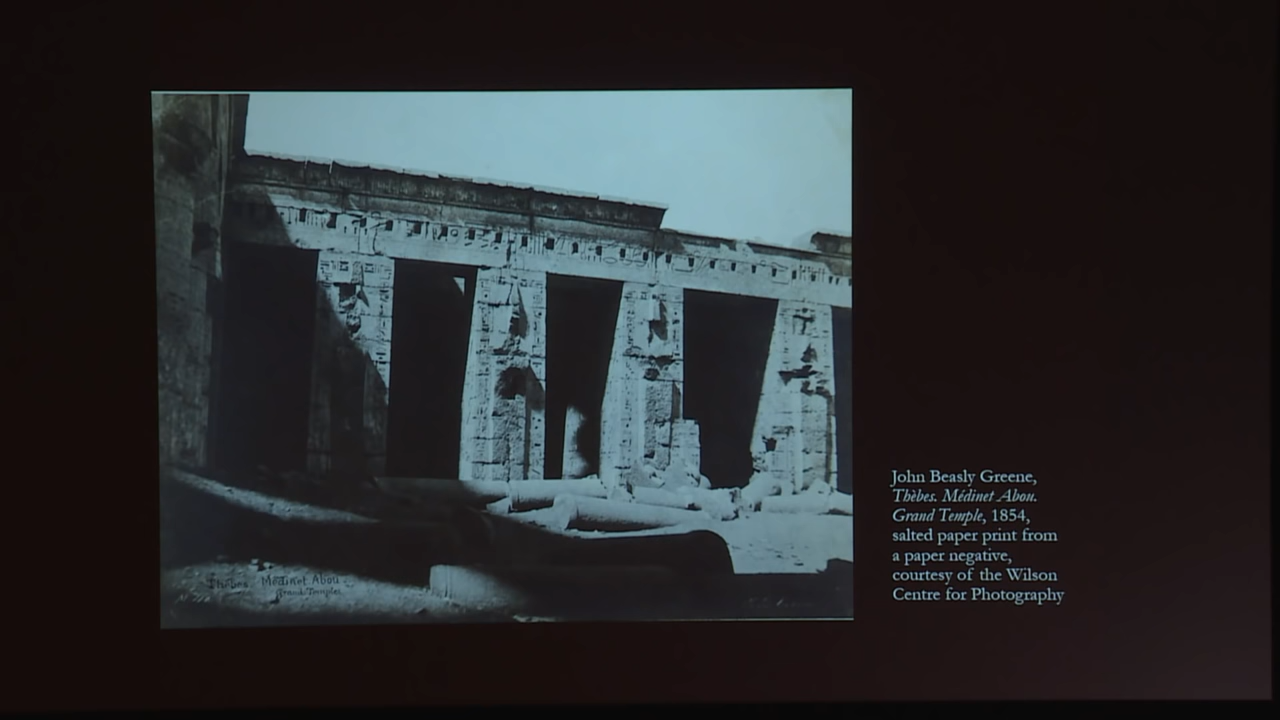 Thèbes. Médinet Abou.
Grand Temple.
John Beasly Greene,
Thèbes. Médinet Abou.
Grand Temple, 1854,
salted paper print from
a paper negative,
courtesy of the Wilson
Centre for Photography